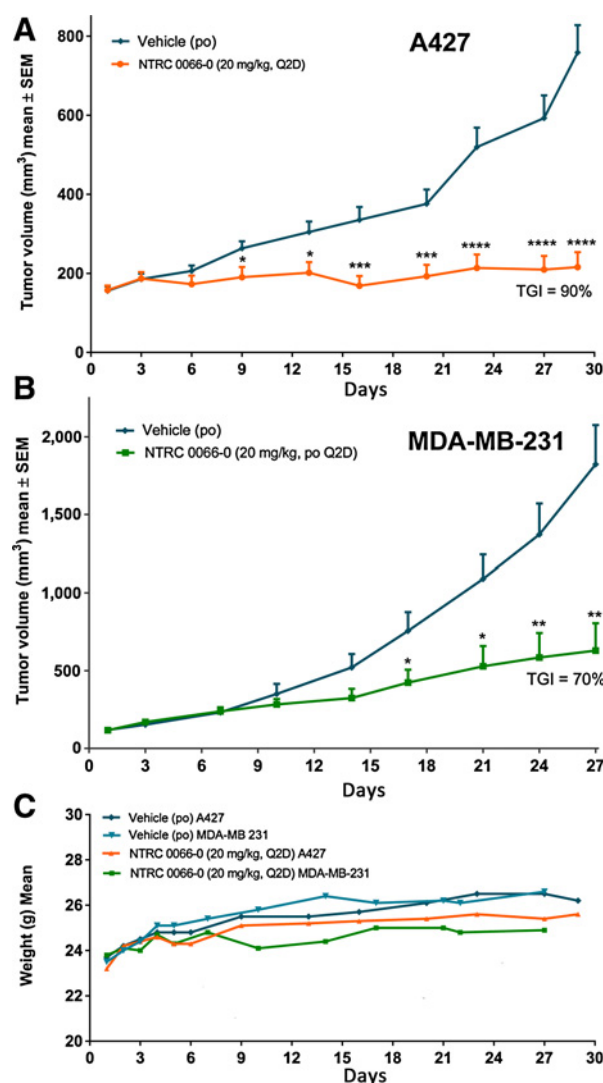 A
A427
Vehicle (po)
NTRC 0066-0 (20 mg/kg, Q2D)
Tumor volume (mm³) mean ± SEM
800
600
400
200
0
* * *** *** **** **** ****
TGI = 90%
0 3 6 9 12 15 18 21 24 27 30
Days
B
MDA-MB-231
Vehicle (po)
NTRC 0066-0 (20 mg/kg, po Q2D)
Tumor volume (mm³) mean ± SEM
2,000
1,500
1,000
500
0
* * ** **
TGI = 70%
0 3 6 9 12 15 18 21 24 27
Days
C
Vehicle (po) A427
Vehicle (po) MDA-MB 231
NTRC 0066-0 (20 mg/kg, Q2D) A427
NTRC 0066-0 (20 mg/kg, Q2D) MDA-MB-231
Weight (g) Mean
30
28
26
24
22
20
0 3 6 9 12 15 18 21 24 27 30
Days